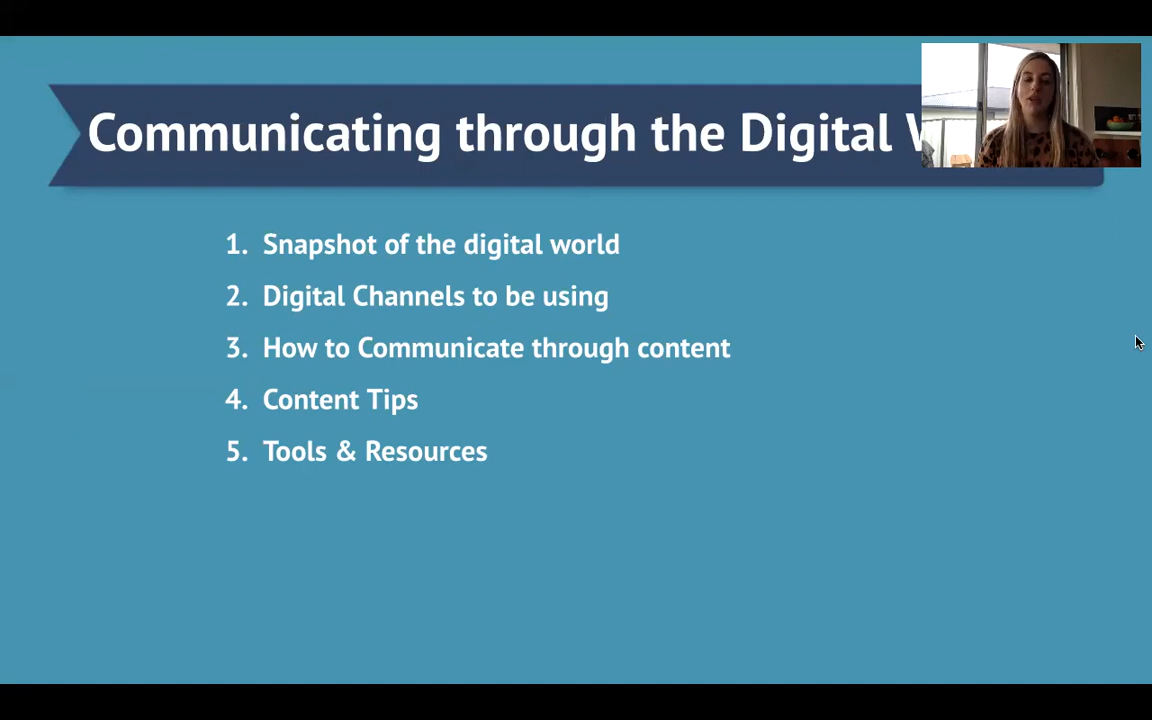 Communicating through the Digital
1. Snapshot of the digital world
2. Digital Channels to be using
3. How to Communicate through content
4. Content Tips
5. Tools & Resources